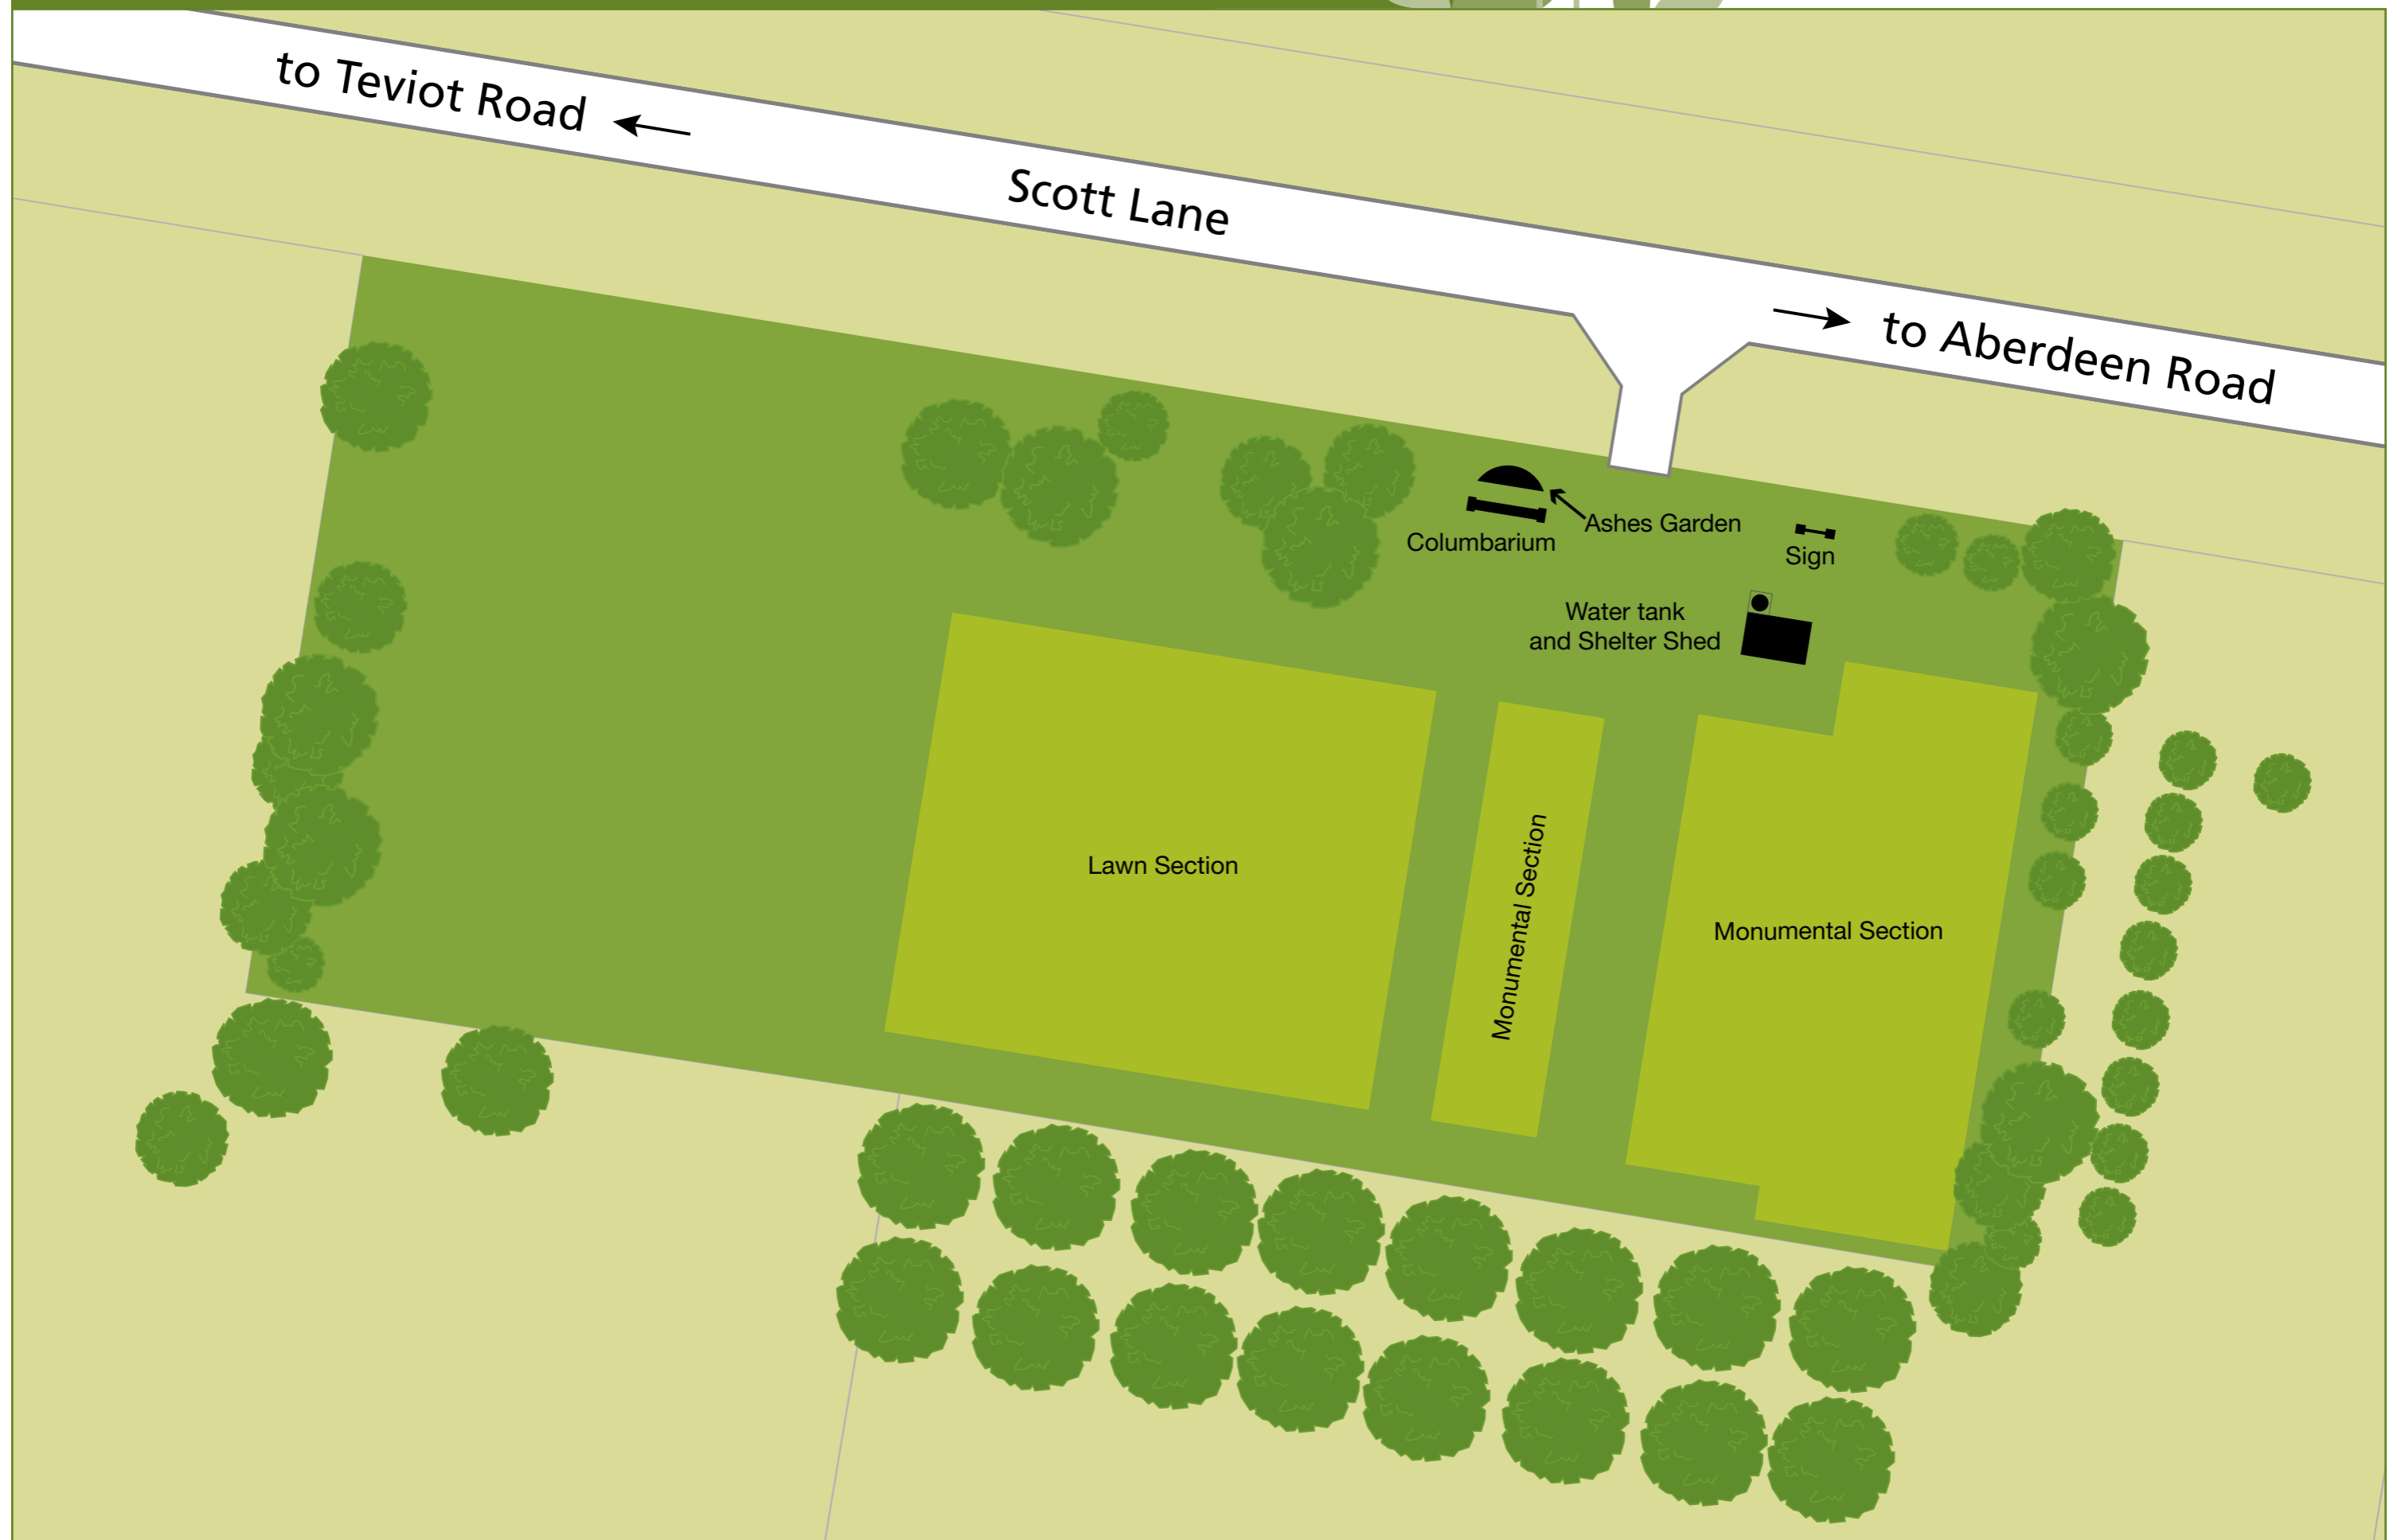 to Teviot Road
Scott Lane
to Aberdeen Road
Ashes Garden
Columbarium
Sign
Water tank
and Shelter Shed
Lawn Section
Monumental Section
Monumental Section